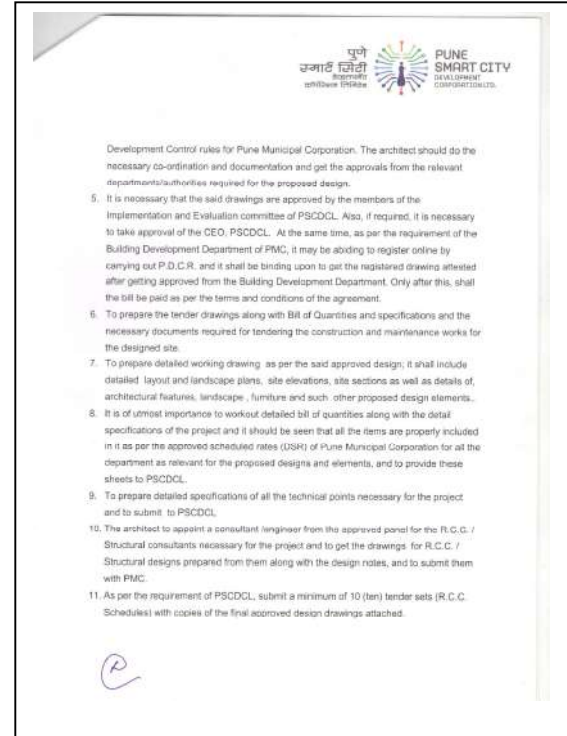 पुणे
स्मार्ट सिटी
डेव्हलपमेंट
कॉर्पोरेशन लिमिटेड
PUNE
SMART CITY
DEVELOPMENT
CORPORATION LTD.
Development Control rules for Pune Municipal Corporation. The architect should do the
necessary co-ordination and documentation and get the approvals from the relevant
departments/authorities required for the proposed design.
5. It is necessary that the said drawings are approved by the members of the
Implementation and Evaluation committee of PSCDCL. Also, if required, it is necessary
to take approval of the CEO, PSCDCL. At the same time, as per the requirement of the
Building Development Department of PMC, it may be abiding to register online by
carrying out P.D.C.R. and it shall be binding upon to get the registered drawing attested
after getting approved from the Building Development Department. Only after this, shall
the bill be paid as per the terms and conditions of the agreement.
6. To prepare the tender drawings along with Bill of Quantities and specifications and the
necessary documents required for tendering the construction and maintenance works for
the designed site.
7. To prepare detailed working drawing as per the said approved design; it shall include
detailed layout and landscape plans, site elevations, site sections as well as details of,
architectural features, landscape , furniture and such other proposed design elements..
8. It is of utmost importance to workout detailed bill of quantities along with the detail
specifications of the project and it should be seen that all the items are properly included
in it as per the approved scheduled rates (DSR) of Pune Municipal Corporation for all the
department as relevant for the proposed designs and elements, and to provide these
sheets to PSCDCL.
9. To prepare detailed specifications of all the technical points necessary for the project
and to submit to PSCDCL
10. The architect to appoint a consultant /engineer from the approved panel for the R.C.C. /
Structural consultants necessary for the project and to get the drawings for R.C.C. /
Structural designs prepared from them along with the design notes, and to submit them
with PMC.
11. As per the requirement of PSCDCL, submit a minimum of 10 (ten) tender sets (R.C.C.
Schedules) with copies of the final approved design drawings attached.